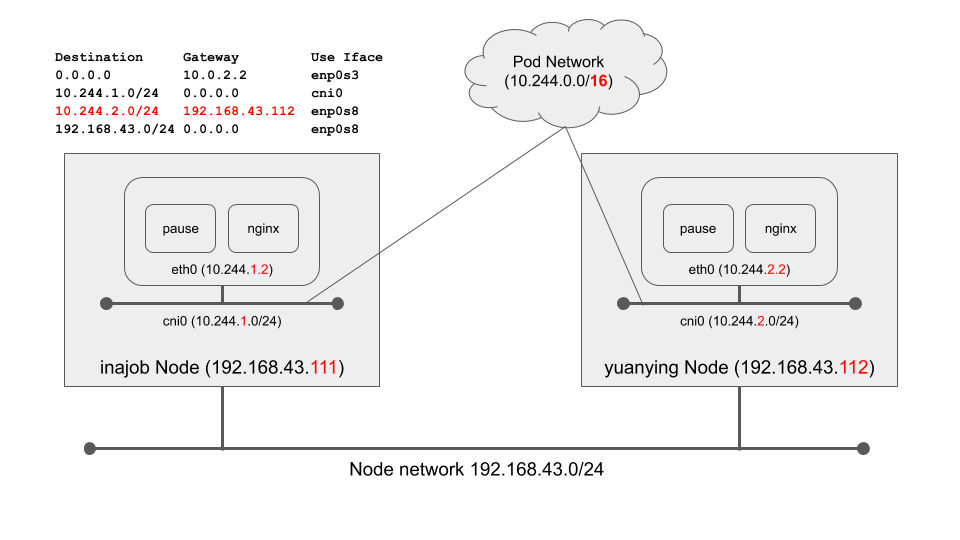 Destination Gateway Use Iface
0.0.0.0 10.0.2.2 enp0s3
10.244.1.0/24 0.0.0.0 cni0
10.244.2.0/24 192.168.43.112 enp0s8
192.168.43.0/24 0.0.0.0 enp0s8
Pod Network
(10.244.0.0/16)
pause
nginx
eth0 (10.244.1.2)
cni0 (10.244.1.0/24)
inajob Node (192.168.43.111)
pause
nginx
eth0 (10.244.2.2)
cni0 (10.244.2.0/24)
yuanying Node (192.168.43.112)
Node network 192.168.43.0/24